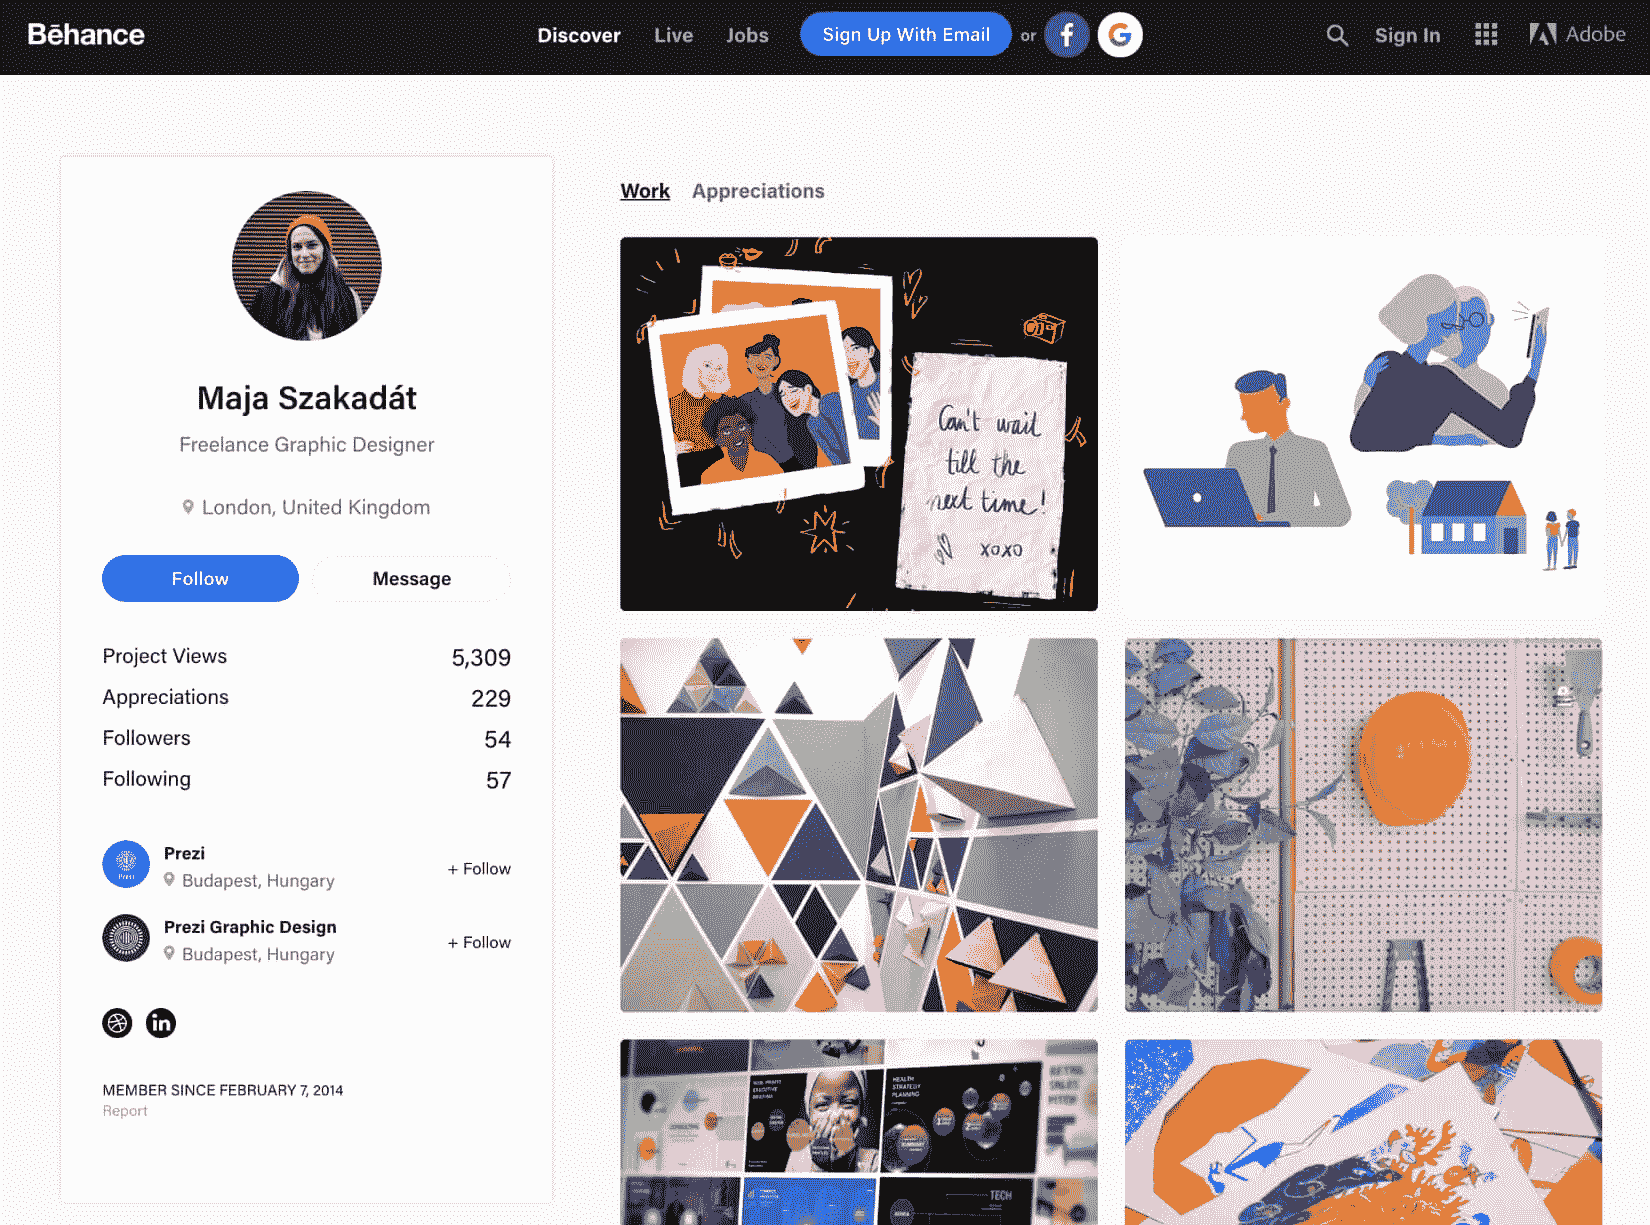 Bēhance
Discover
Live
Jobs
Sign Up With Email
or
Sign In
Adobe
Maja Szakadát
Freelance Graphic Designer
London, United Kingdom
Follow
Message
Project Views 5,309
Appreciations 229
Followers 54
Following 57
Prezi
Budapest, Hungary
+ Follow
Prezi Graphic Design
Budapest, Hungary
+ Follow
MEMBER SINCE FEBRUARY 7, 2014
Report
Work
Appreciations
Can't wait
till the
next time!
xoxo
HEALTH
STRATEGY
PLANNING
TECH